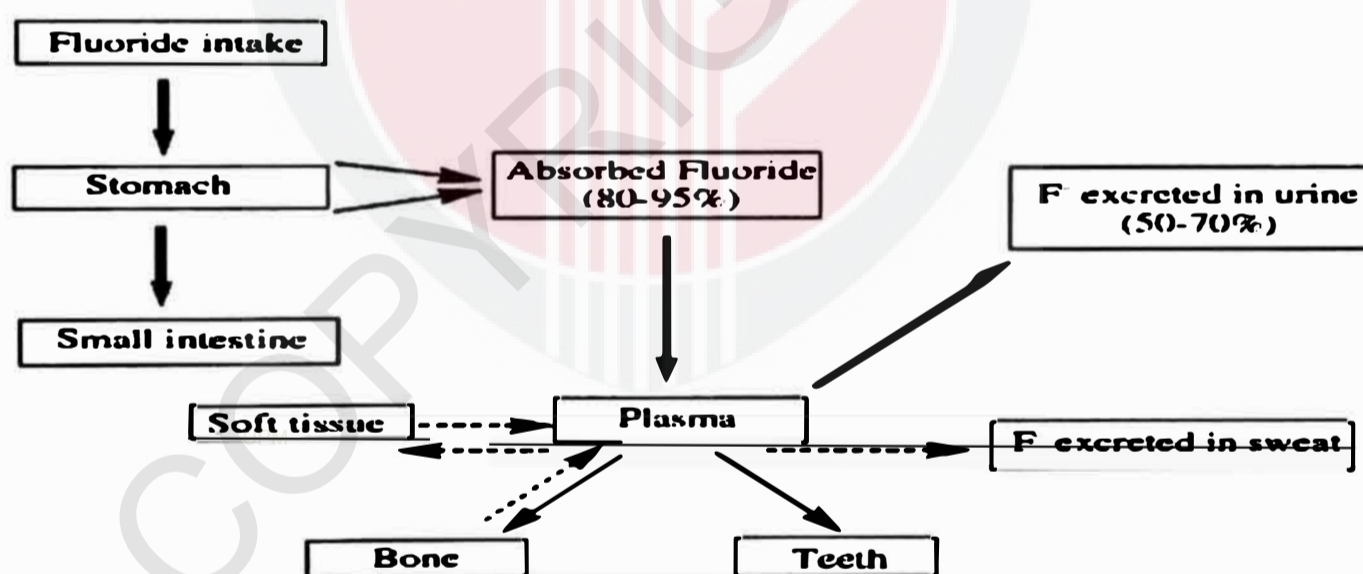 Fluoride intake
Stomach
Absorbed Fluoride
(80-95%)
F⁻ excreted in urine
(50-70%)
Small intestine
Soft tissue
Plasma
F⁻ excreted in sweat
Bone
Teeth
COPYRIG